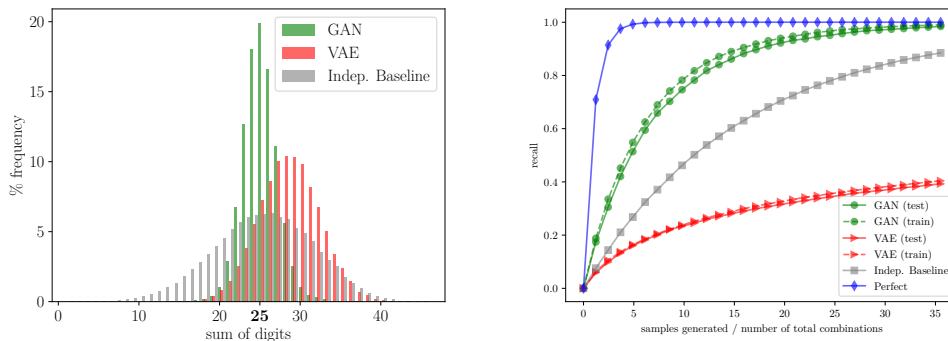 20
15
10
5
0
% frequency
GAN
VAE
Indep. Baseline
0 10 20 25 30 40
sum of digits
1.0
0.8
0.6
0.4
0.2
0.0
recall
GAN (test)
GAN (train)
VAE (test)
VAE (train)
Indep. Baseline
Perfect
0 5 10 15 20 25 30 35
samples generated / number of total combinations